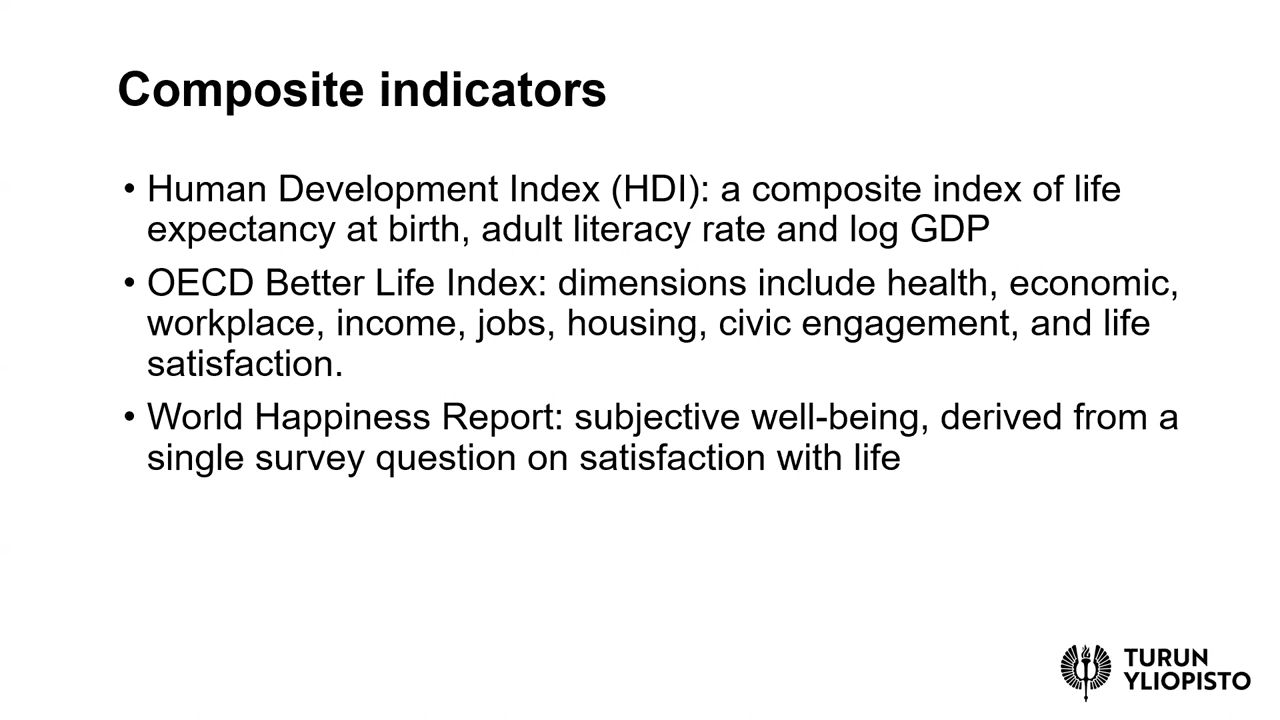 Composite indicators
• Human Development Index (HDI): a composite index of life
expectancy at birth, adult literacy rate and log GDP
• OECD Better Life Index: dimensions include health, economic,
workplace, income, jobs, housing, civic engagement, and life
satisfaction.
• World Happiness Report: subjective well-being, derived from a
single survey question on satisfaction with life
TURUN
YLIOPISTO